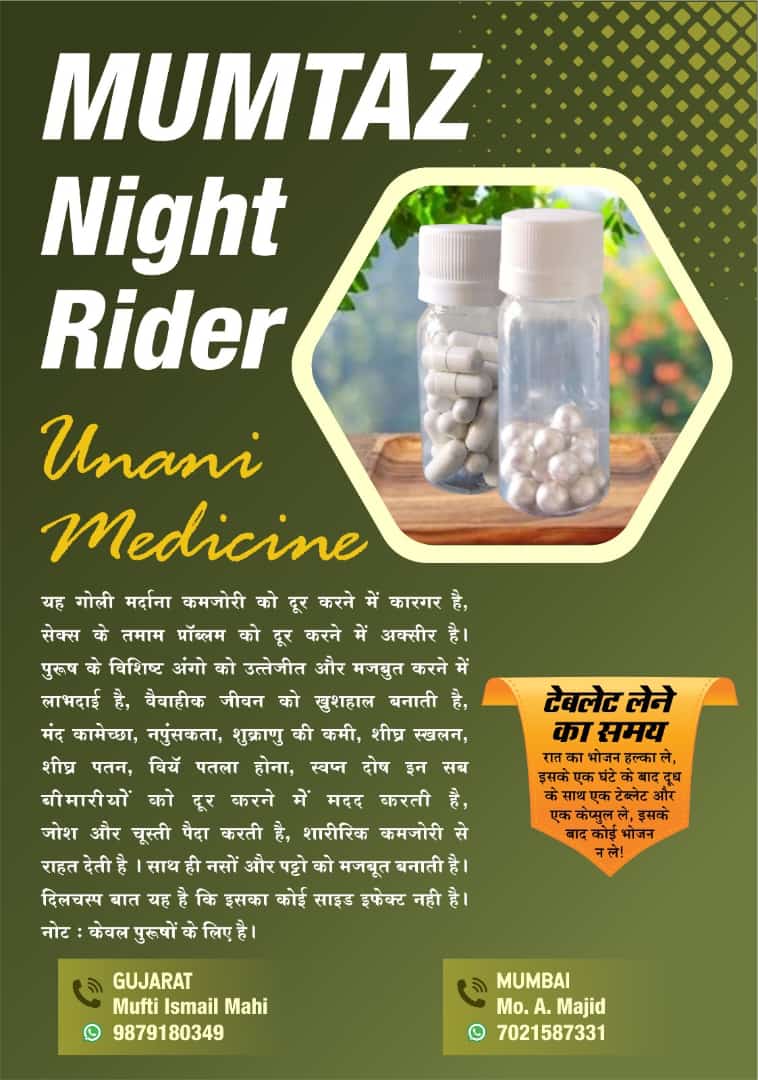 MUMTAZ
Night
Rider
Unani
Medicine
यह गोली मर्दाना कमजोरी को दूर करने में कारगर है,
सेक्स के तमाम प्रॉब्लम को दूर करने में अक्सीर है।
पुरूष के विशिष्ट अंगो को उत्तेजीत और मजबुत करने में
लाभदाई है, वैवाहीक जीवन को खुशहाल बनाती है,
मंद कामेच्छा, नपुंसकता, शुक्राणु की कमी, शीघ्र स्खलन,
शीघ्र पतन, वियॅ पतला होना, स्वप्न दोष इन सब
बीमारीयों को दूर करने में मदद करती है,
जोश और चूस्ती पैदा करती है, शारीरिक कमजोरी से
राहत देती है । साथ ही नसों और पट्टो को मजबूत बनाती है।
दिलचस्प बात यह है कि इसका कोई साइड इफेक्ट नही है।
नोट : केवल पुरूषों के लिए है।
टेबलेट लेने
का समय
रात का भोजन हल्का ले,
इसके एक घंटे के बाद दूध
के साथ एक टेब्लेट और
एक केप्सुल ले, इसके
बाद कोई भोजन
न ले!
GUJARAT
Mufti Ismail Mahi
9879180349
MUMBAI
Mo. A. Majid
7021587331